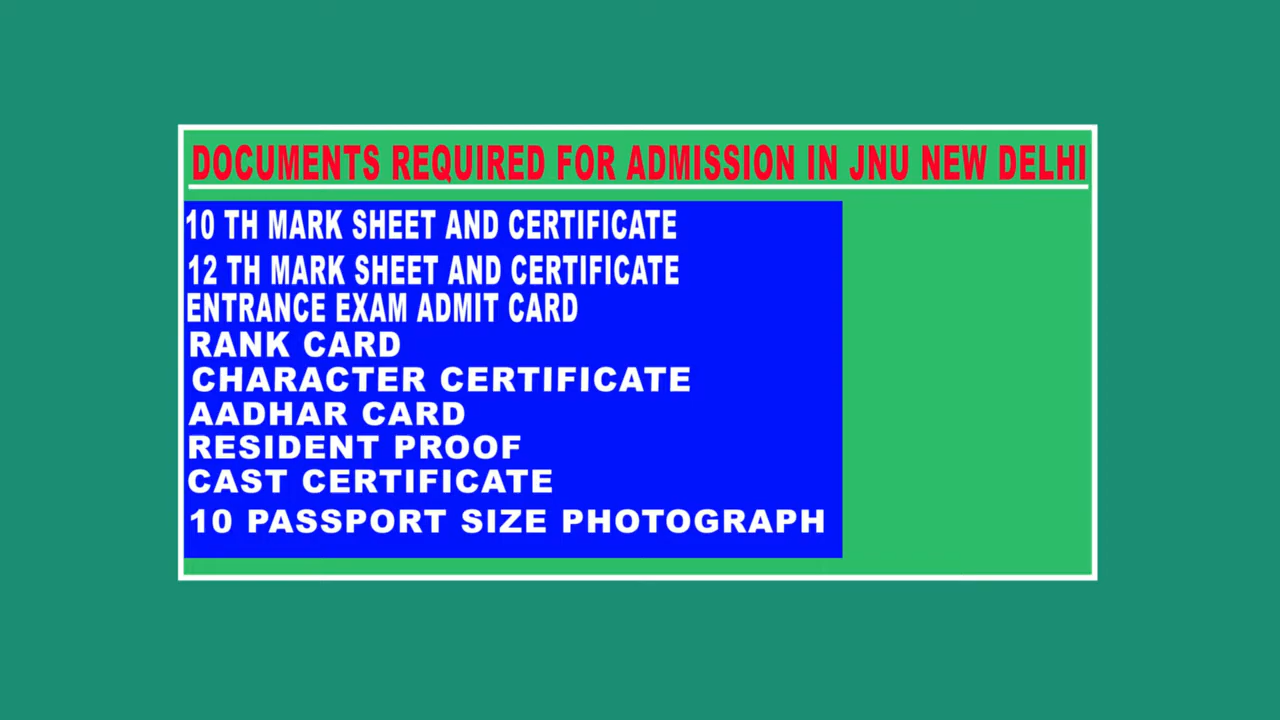 DOCUMENTS REQUIRED FOR ADMISSION IN JNU NEW DELHI
10 TH MARK SHEET AND CERTIFICATE
12 TH MARK SHEET AND CERTIFICATE
ENTRANCE EXAM ADMIT CARD
RANK CARD
CHARACTER CERTIFICATE
AADHAR CARD
RESIDENT PROOF
CAST CERTIFICATE
10 PASSPORT SIZE PHOTOGRAPH